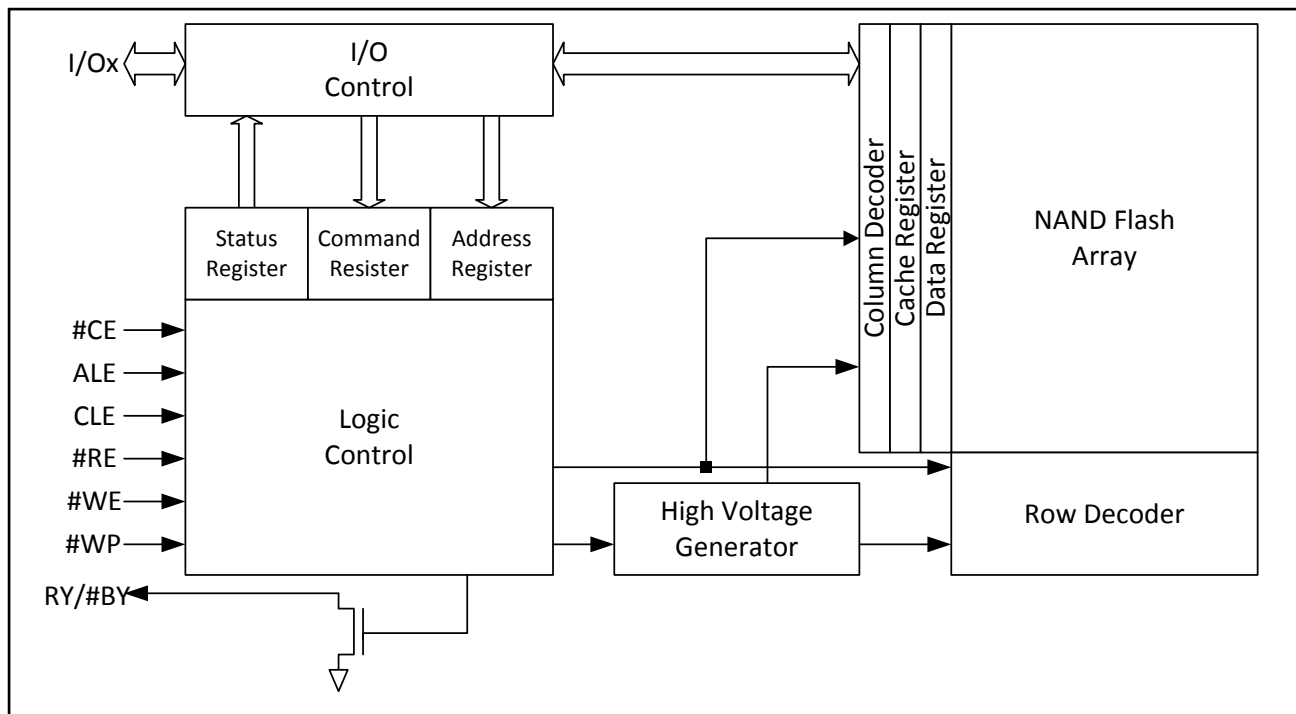 I/Ox
I/O
Control
Status
Register
Command
Resister
Address
Register
#CE
ALE
CLE
#RE
#WE
#WP
RY/#BY
Logic
Control
High Voltage
Generator
Column Decoder
Cache Register
Data Register
NAND Flash
Array
Row Decoder